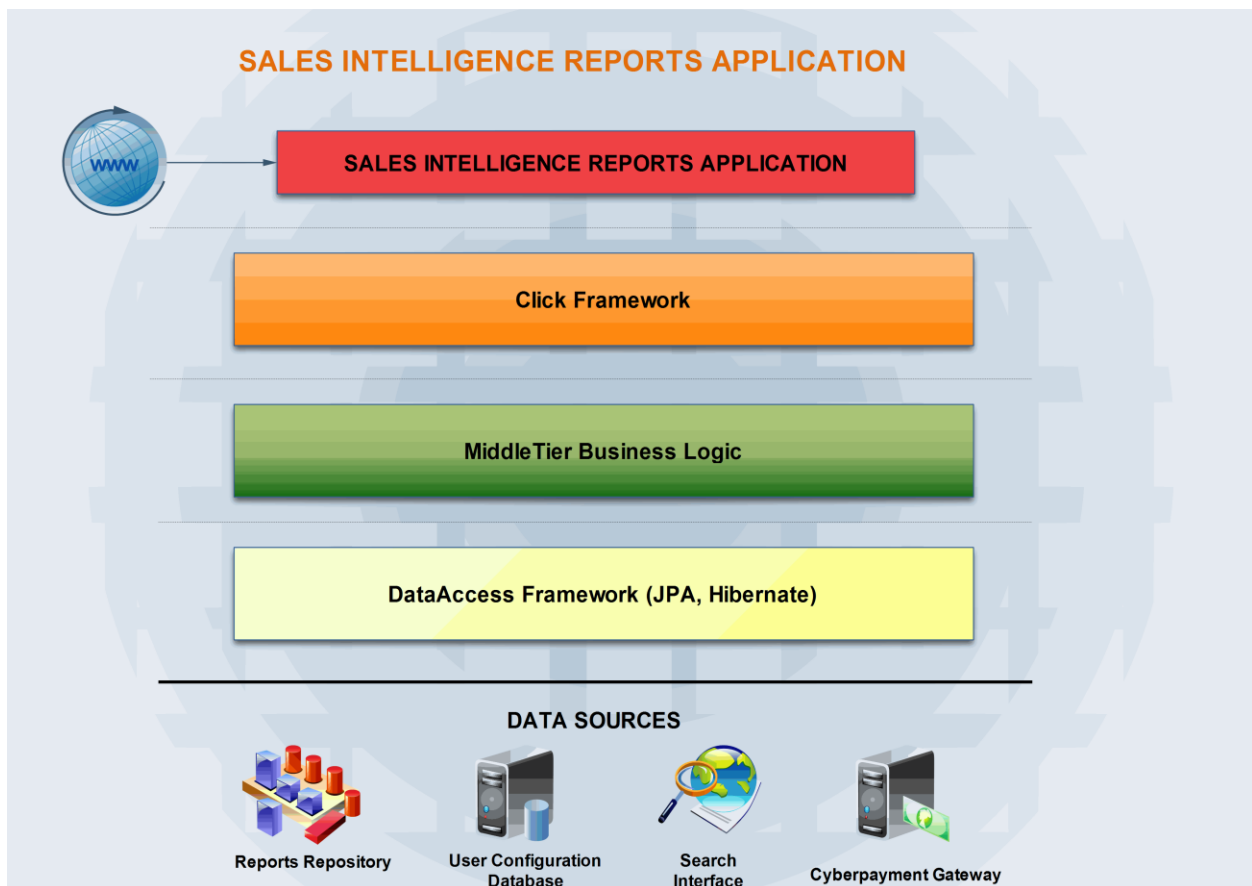 SALES INTELLIGENCE REPORTS APPLICATION
www
SALES INTELLIGENCE REPORTS APPLICATION
Click Framework
MiddleTier Business Logic
DataAccess Framework (JPA, Hibernate)
DATA SOURCES
Reports Repository
User Configuration
Database
Search
Interface
Cyberpayment Gateway